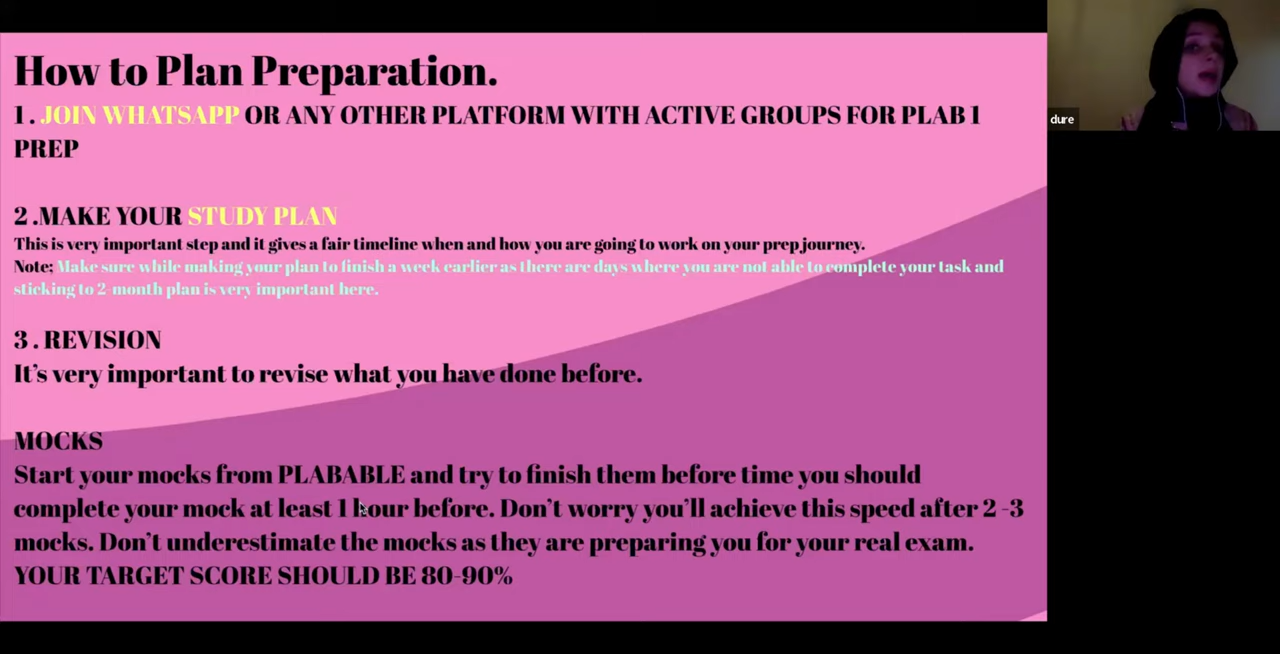 How to Plan Preparation.
1. JOIN WHATSAPP OR ANY OTHER PLATFORM WITH ACTIVE GROUPS FOR PLAB 1
PREP
2 .MAKE YOUR STUDY PLAN
This is very important step and it gives a fair timeline when and how you are going to work on your prep journey.
Note; Make sure while making your plan to finish a week earlier as there are days where you are not able to complete your task and
sticking to 2-month plan is very important here.
3 . REVISION
It's very important to revise what you have done before.
MOCKS
Start your mocks from PLABABLE and try to finish them before time you should
complete your mock at least 1 hour before. Don't worry you'll achieve this speed after 2 -3
mocks. Don't underestimate the mocks as they are preparing you for your real exam.
YOUR TARGET SCORE SHOULD BE 80-90%
dure